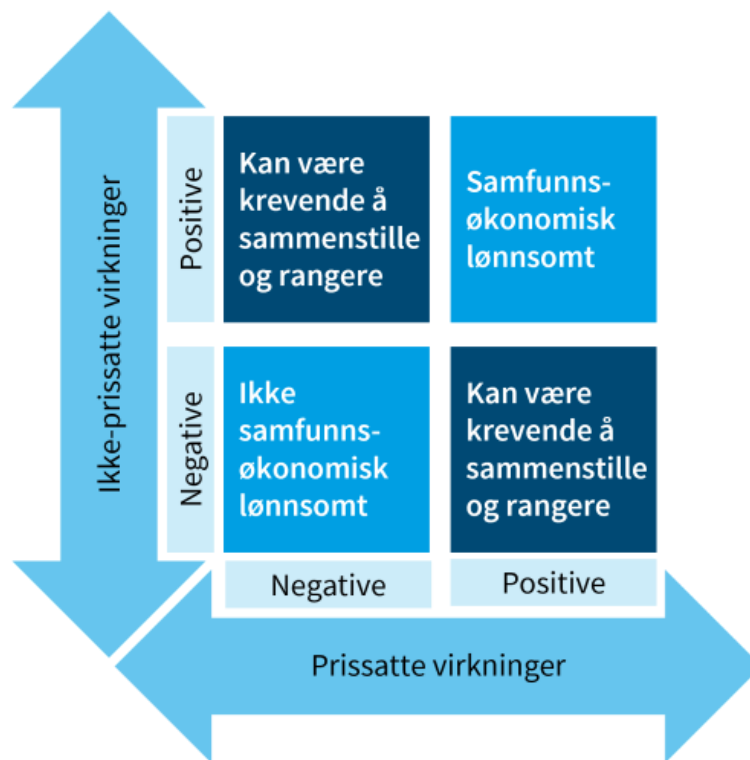 Ikke-prissatte virkninger
Positive
Kan være
krevende å
sammenstille
og rangere
Samfunns-
økonomisk
lønnsomt
Negative
Ikke
samfunns-
økonomisk
lønnsomt
Kan være
krevende å
sammenstille
og rangere
Negative
Positive
Prissatte virkninger